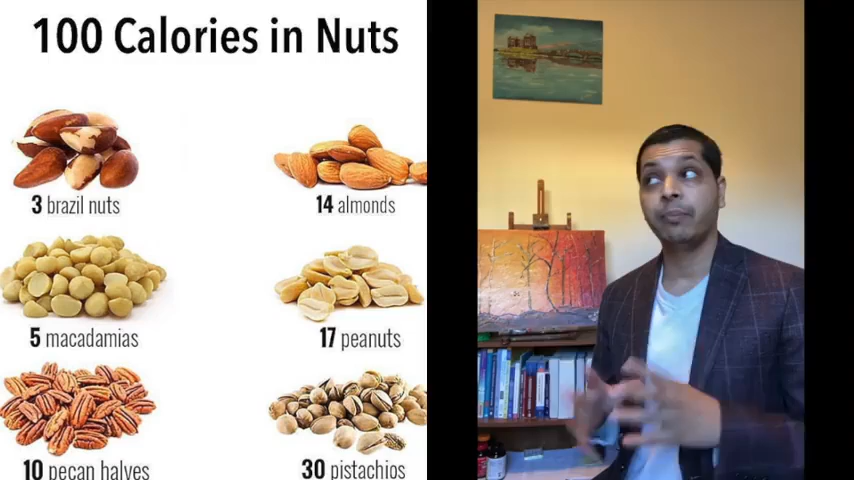 100 Calories in Nuts
3 brazil nuts
14 almonds
5 macadamias
17 peanuts
10 pecan halves
30 pistachios